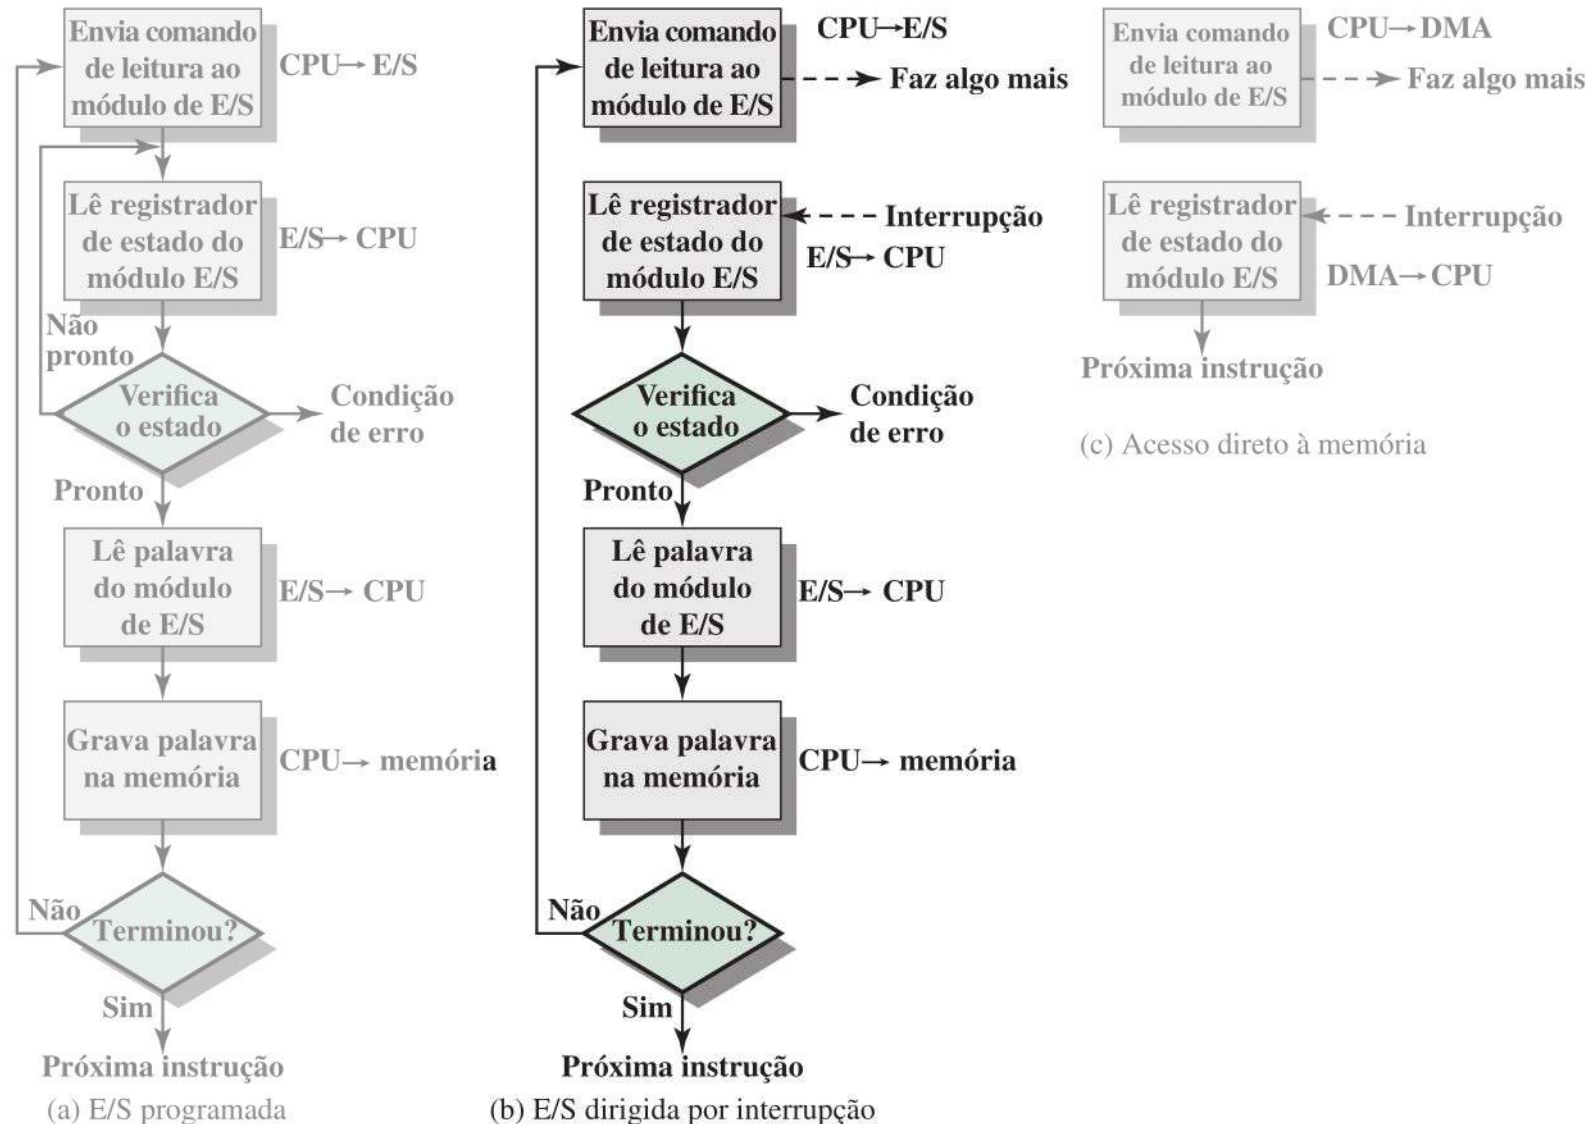 Envia comando
de leitura ao
módulo de E/S
CPU→ E/S
Lê registrador
de estado do
módulo E/S
E/S→ CPU
Não
pronto
Verifica
o estado
Condição
de erro
Pronto
Lê palavra
do módulo
de E/S
E/S→ CPU
Grava palavra
na memória
CPU→ memória
Não
Terminou?
Sim
Próxima instrução
(a) E/S programada
Envia comando
de leitura ao
módulo de E/S
CPU→E/S
Faz algo mais
Lê registrador
de estado do
módulo E/S
Interrupção
E/S→ CPU
Verifica
o estado
Condição
de erro
Pronto
Lê palavra
do módulo
de E/S
E/S→ CPU
Grava palavra
na memória
CPU→ memória
Não
Terminou?
Sim
Próxima instrução
(b) E/S dirigida por interrupção
Envia comando
de leitura ao
módulo de E/S
CPU→DMA
Faz algo mais
Lê registrador
de estado do
módulo E/S
Interrupção
DMA→CPU
Próxima instrução
(c) Acesso direto à memória